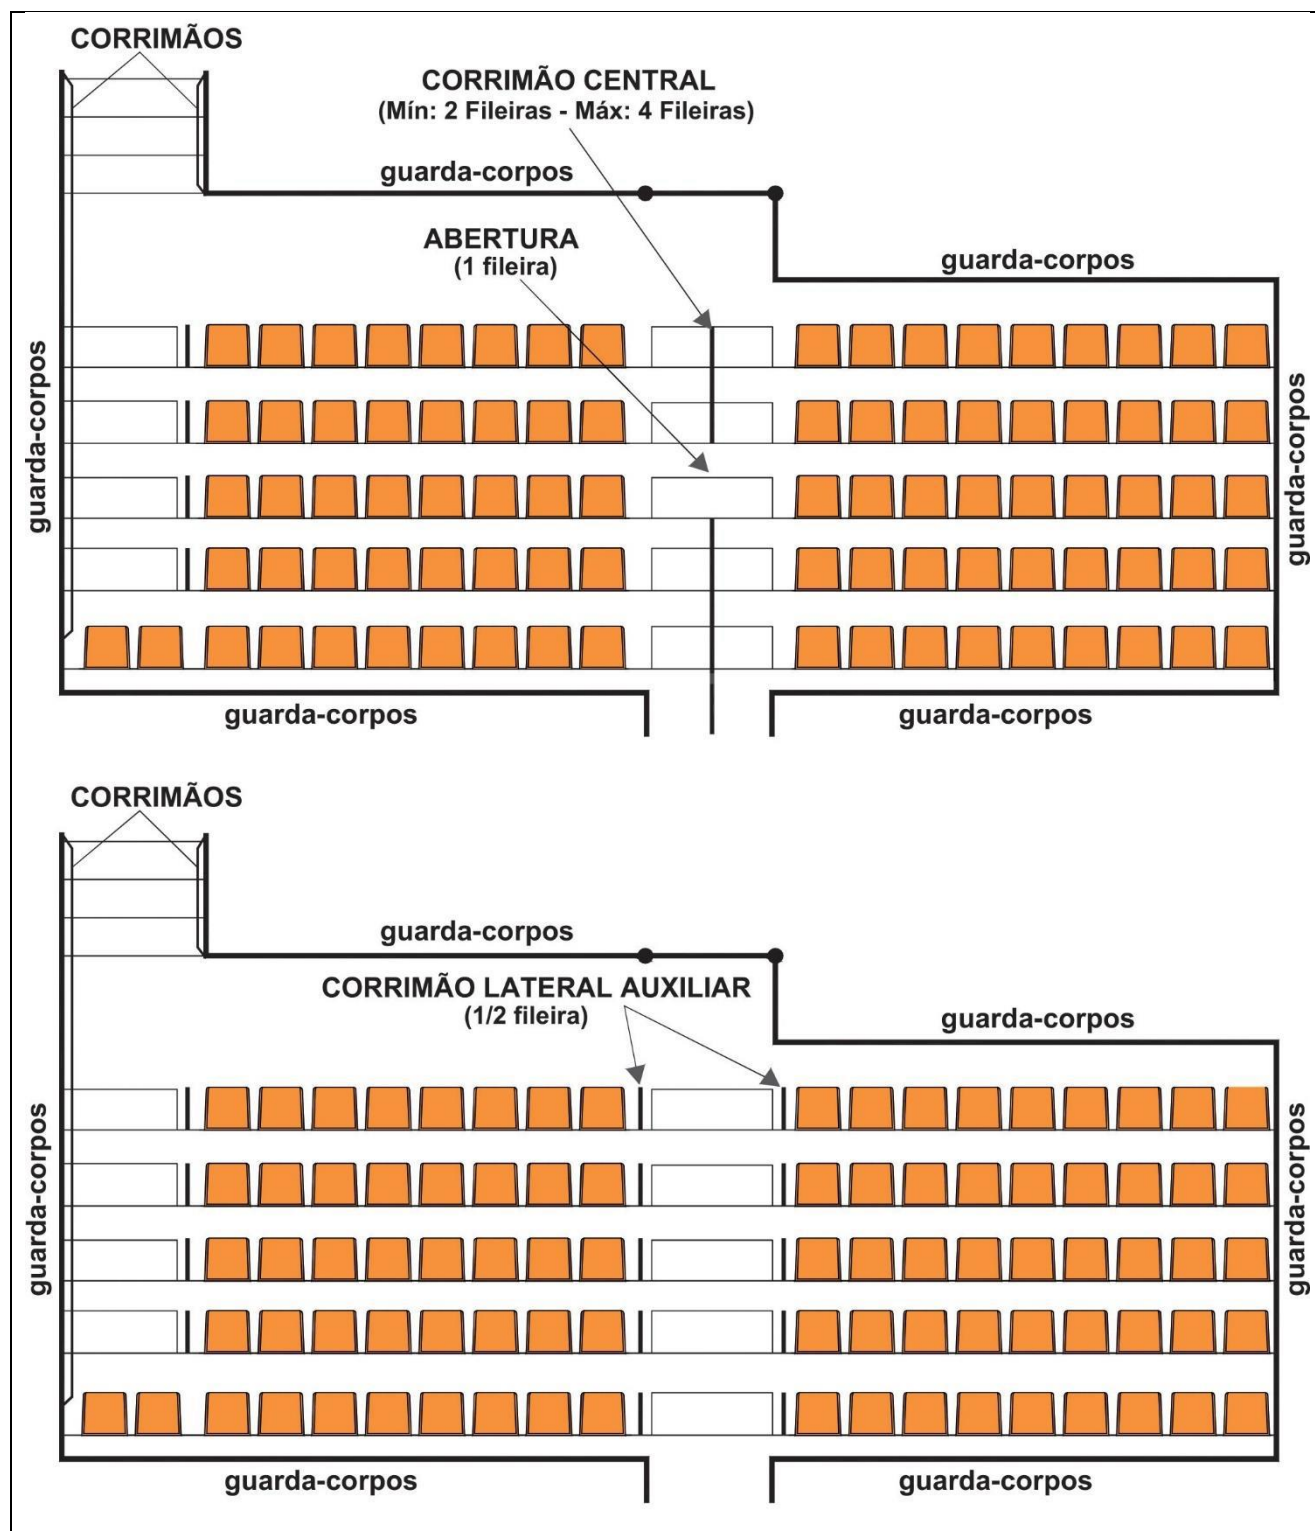 CORRIMÃOS
CORRIMÃO CENTRAL
(Mín: 2 Fileiras - Máx: 4 Fileiras)
guarda-corpos
ABERTURA
(1 fileira)
guarda-corpos
guarda-corpos
guarda-corpos
guarda-corpos
guarda-corpos
CORRIMÃOS
guarda-corpos
CORRIMÃO LATERAL AUXILIAR
(1/2 fileira)
guarda-corpos
guarda-corpos
guarda-corpos
guarda-corpos
guarda-corpos